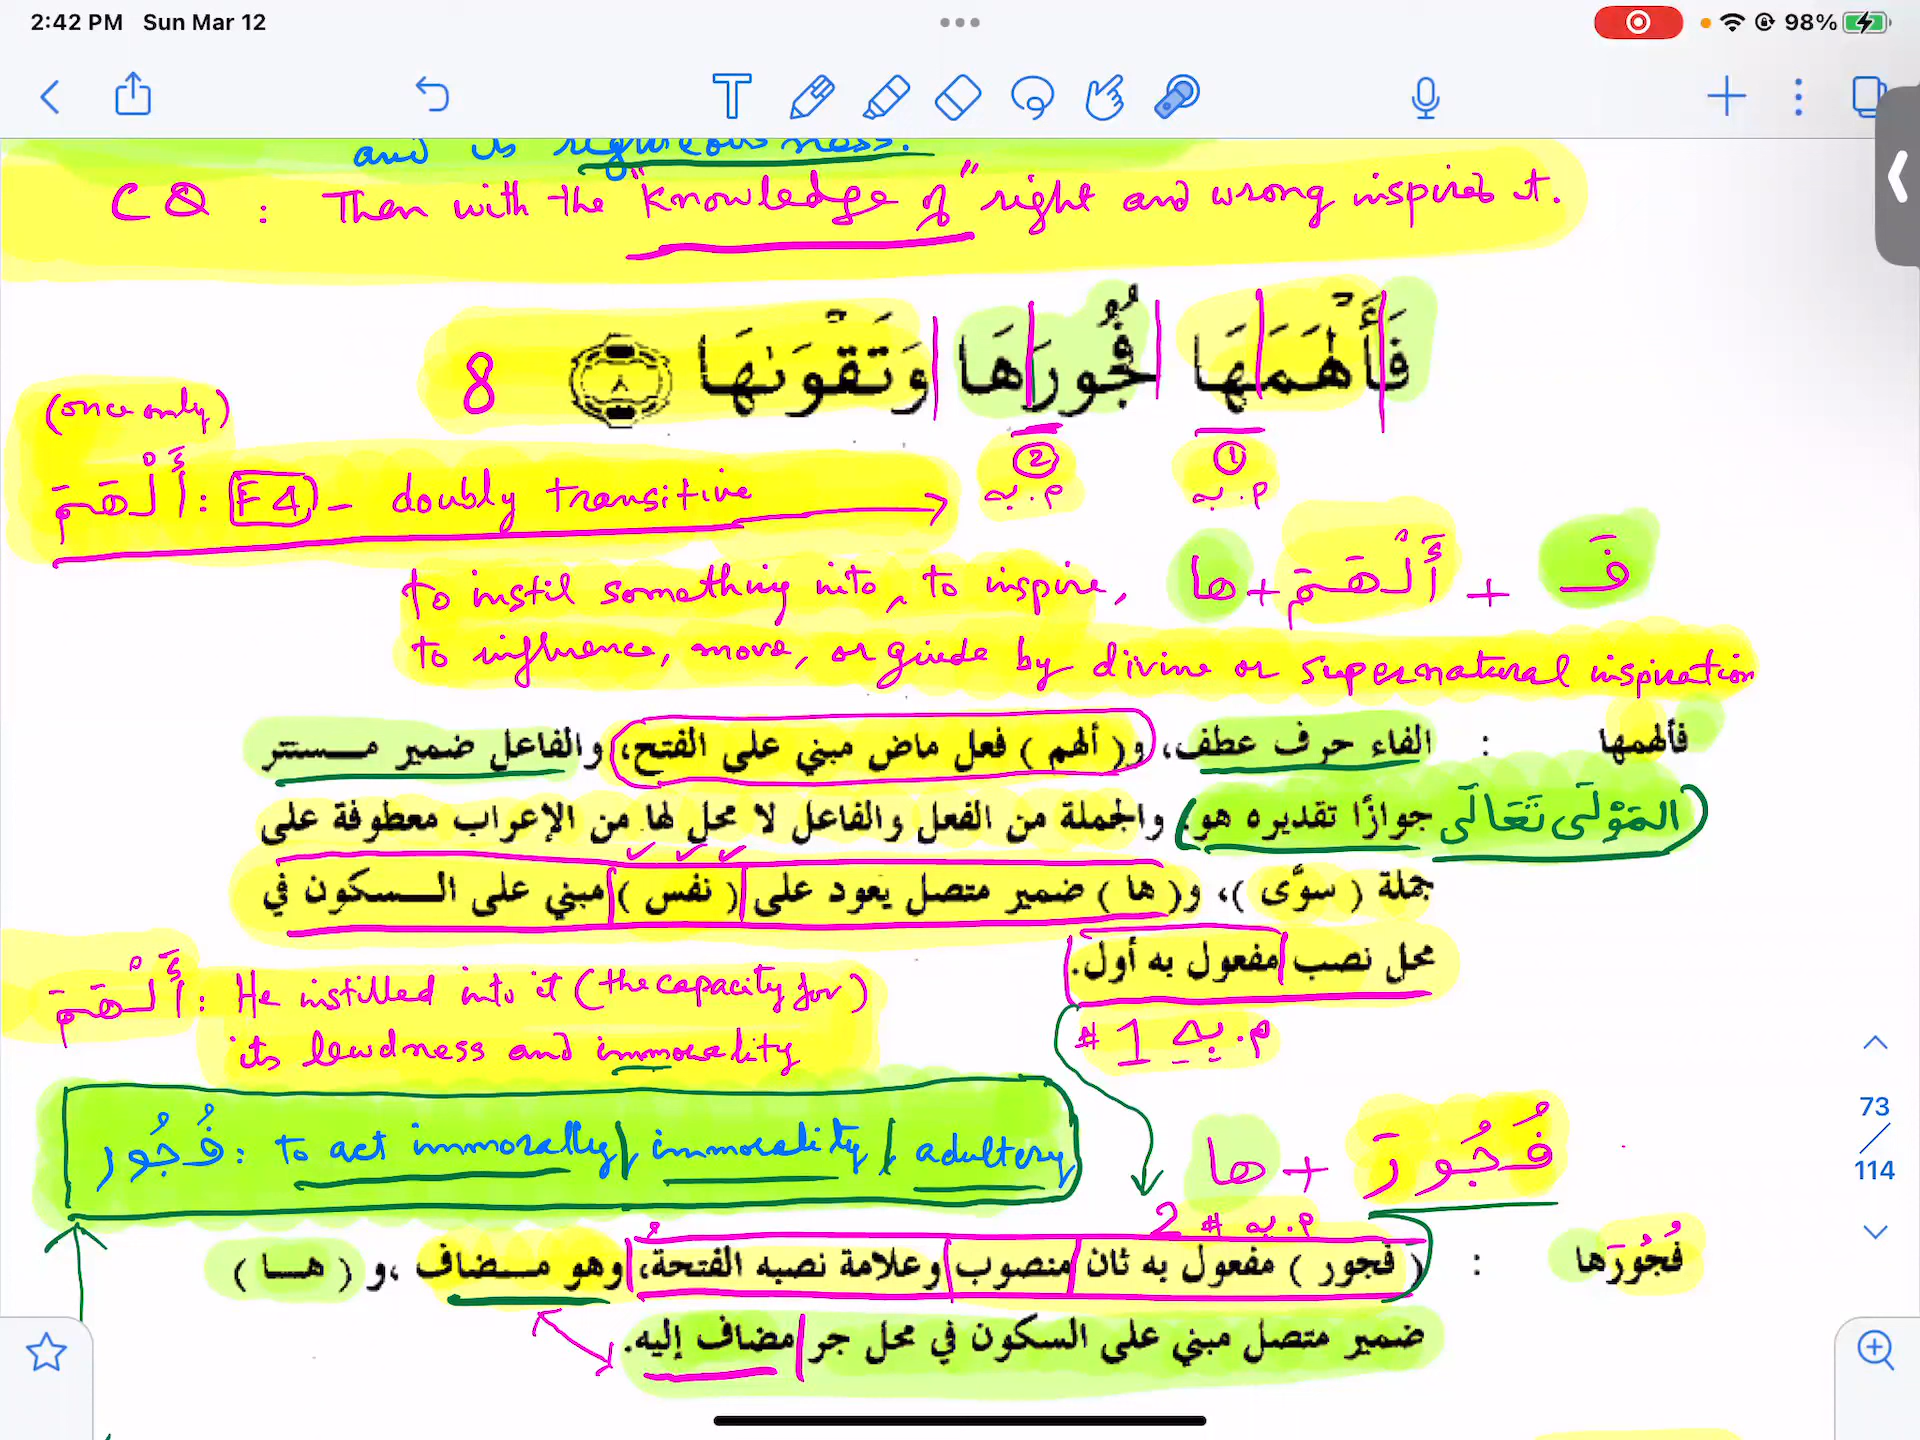 2:42 PM Sun Mar 12
98%
and its righteousness.
CQ : Then with the "knowledge of" right and wrong inspired it.
فَأَلْهَمَهَا فُجُورَهَا وَتَقْوَىٰهَا ٨ 8
(once only)
① م. به ② م. به
أَلْهَمَ : F4 - doubly transitive
فَ + أَلْهَمَ + ها
to instil something into, to inspire,
to influence, move, or guide by divine or supernatural inspiration
فألهمها : الفاء حرف عطف، و( ألهم ) فعل ماض مبني على الفتح، والفاعل ضمير مستتر
المَوْلَى تَعَالَى
جوازًا تقديره هو. والجملة من الفعل والفاعل لا محل لها من الإعراب معطوفة على
جملة ( سوَّى )، و( ها ) ضمير متصل يعود على ( نفس ) مبني على السكون في
محل نصب مفعول به أول.
أَلْهَمَ : He instilled into it (the capacity for)
its lewdness and immorality
م. به 1 #
فُجُور : to act immorally / immorality / adultery
فُجُورَ + ها
م. به # 2
فُجُورَها : ( فجور ) مفعول به ثان منصوب وعلامة نصبه الفتحة، وهو مضاف، و ( ها )
ضمير متصل مبني على السكون في محل جر مضاف إليه.
73
114